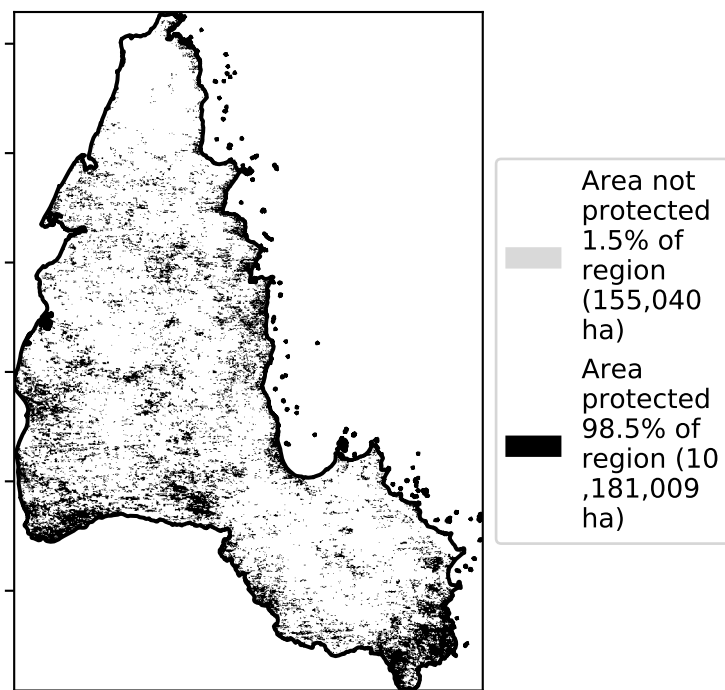 Area not
protected
1.5% of
region
(155,040
ha)
Area
protected
98.5% of
region (10
,181,009
ha)